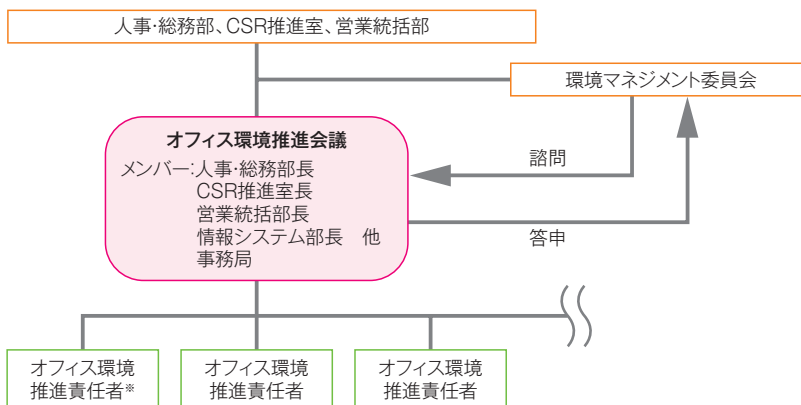 人事・総務部、CSR推進室、営業統括部
環境マネジメント委員会
オフィス環境推進会議
メンバー:人事・総務部長
CSR推進室長
営業統括部長
情報システム部長　他
事務局
諮問
答申
オフィス環境
推進責任者※
オフィス環境
推進責任者
オフィス環境
推進責任者